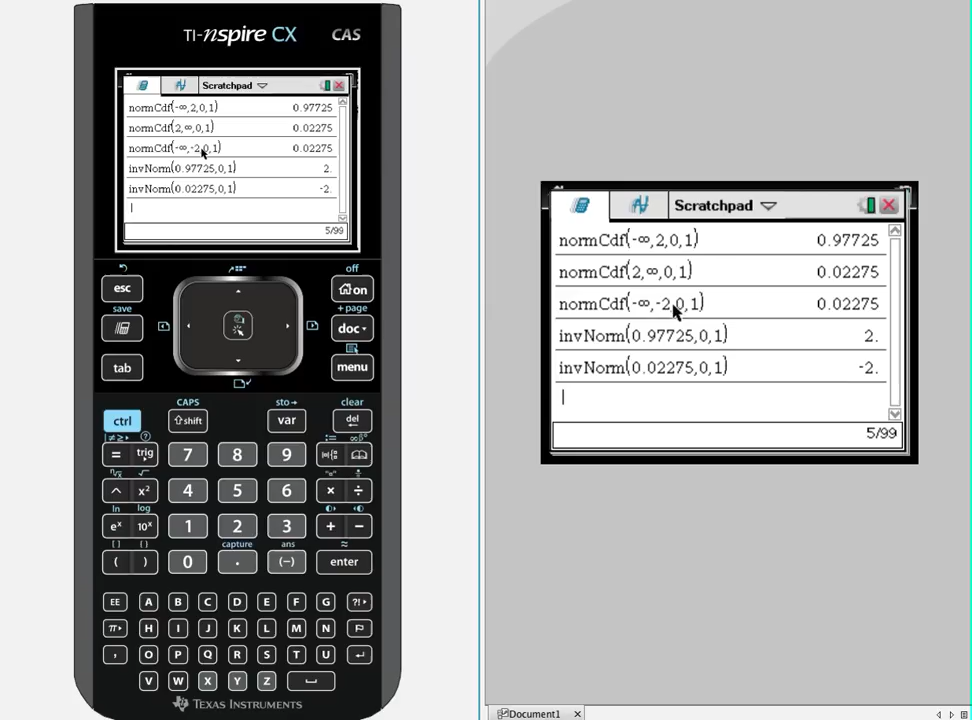 TI-nspire CX CAS
Scratchpad
normCdf(-∞,2,0,1) 0.97725
normCdf(2,∞,0,1) 0.02275
normCdf(-∞,-2,0,1) 0.02275
invNorm(0.97725,0,1) 2.
invNorm(0.02275,0,1) -2.
5/99
off
esc
on
save
+page
doc
tab
menu
CAPS
sto→
clear
ctrl
shift
var
del
= trig 7 8 9 × ÷
^ x² 4 5 6
ln log
eˣ 10ˣ 1 2 3 + −
[ ] { } capture ans ≈
( ) 0 . (−) enter
EE A B C D E F G ?!
π H I J K L M N
, O P Q R S T U
V W X Y Z
TEXAS INSTRUMENTS
Scratchpad
normCdf(-∞,2,0,1) 0.97725
normCdf(2,∞,0,1) 0.02275
normCdf(-∞,-2,0,1) 0.02275
invNorm(0.97725,0,1) 2.
invNorm(0.02275,0,1) -2.
5/99
Document1